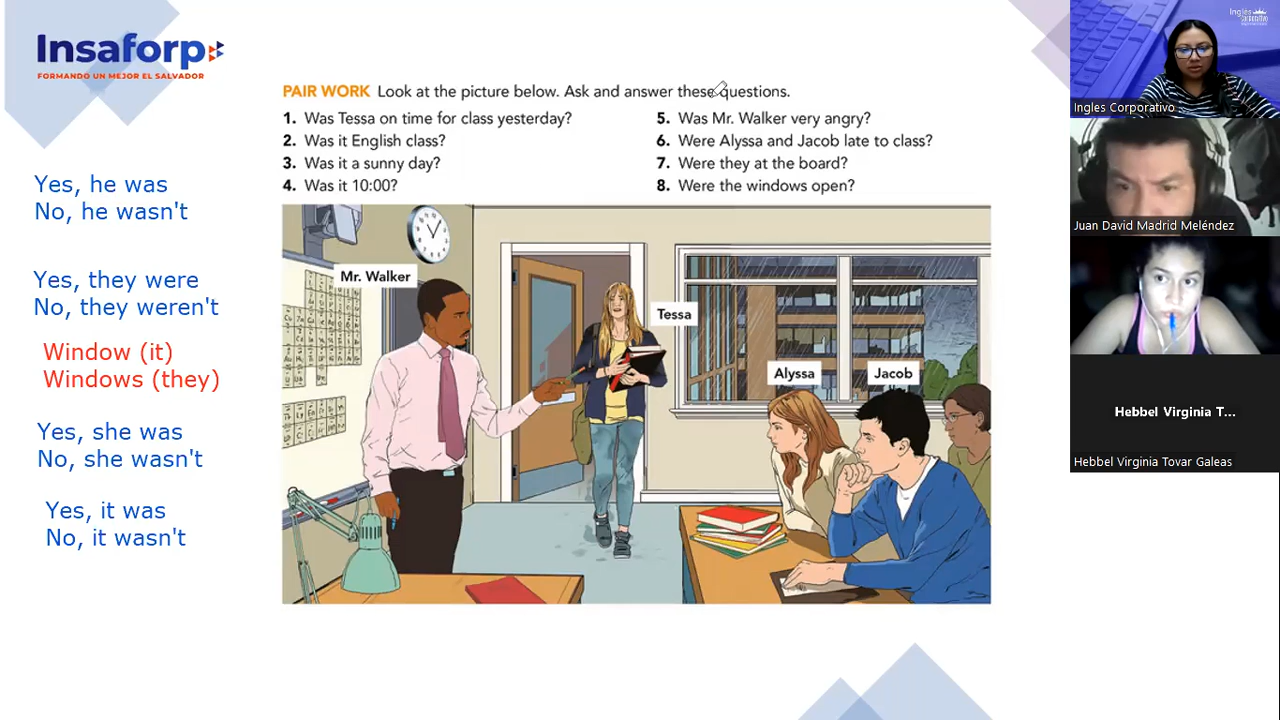 Insaforp
FORMANDO UN MEJOR EL SALVADOR
PAIR WORK Look at the picture below. Ask and answer these questions.
1. Was Tessa on time for class yesterday?
2. Was it English class?
3. Was it a sunny day?
4. Was it 10:00?
5. Was Mr. Walker very angry?
6. Were Alyssa and Jacob late to class?
7. Were they at the board?
8. Were the windows open?
Yes, he was
No, he wasn't
Yes, they were
No, they weren't
Window (it)
Windows (they)
Yes, she was
No, she wasn't
Yes, it was
No, it wasn't
Mr. Walker
Tessa
Alyssa
Jacob
Ingles
Ingles Corporativo
Juan David Madrid Meléndez
Hebbel Virginia T...
Hebbel Virginia Tovar Galeas